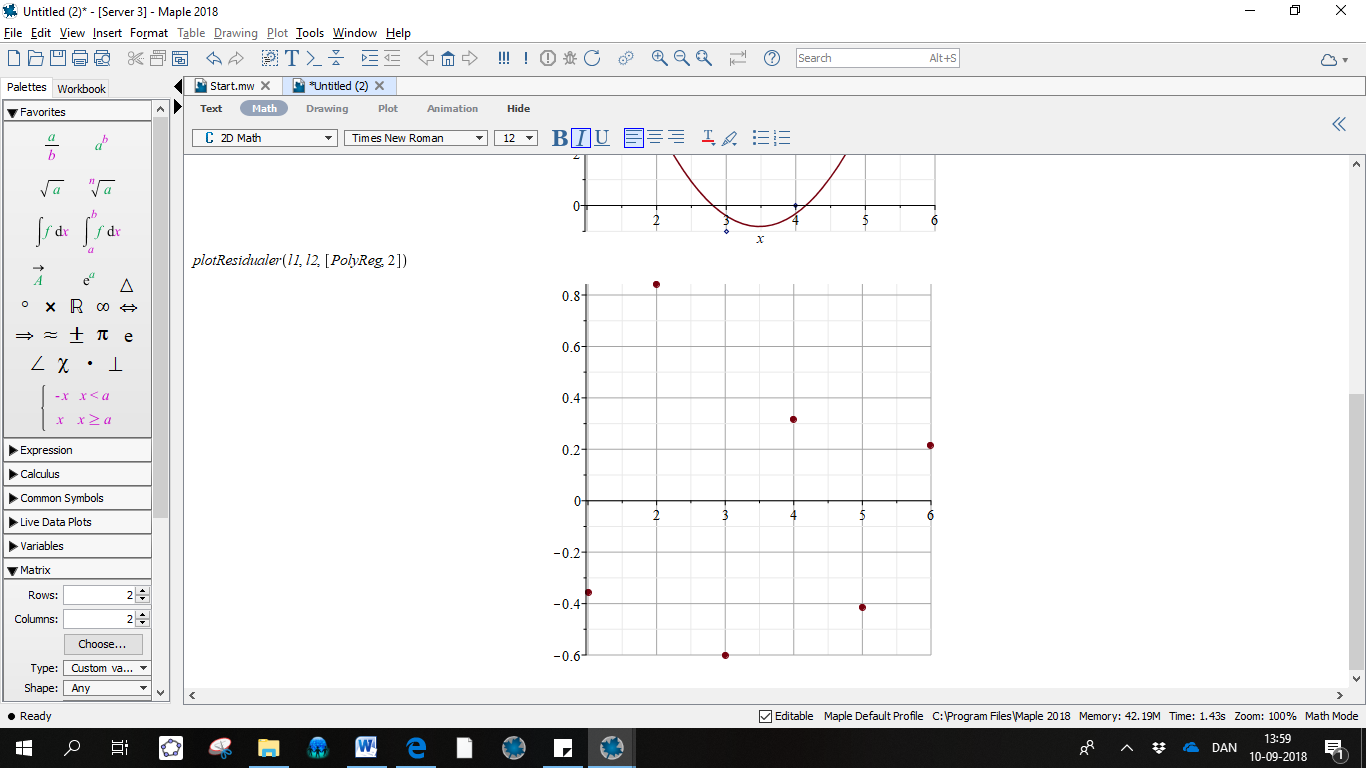 Untitled (2)* - [Server 3] - Maple 2018
File Edit View Insert Format Table Drawing Plot Tools Window Help
Search Alt+S
Palettes Workbook
Start.mw *Untitled (2)
Text Math Drawing Plot Animation Hide
C 2D Math Times New Roman 12 B I U
Favorites
a/b a^b
√a ⁿ√a
∫f dx ∫_a^b f dx
A e^a △
° × ℝ ∞ ⇔
⇒ ≈ ± π e
∠ χ · ⊥
-x x < a
x x ≥ a
Expression
Calculus
Common Symbols
Live Data Plots
Variables
Matrix
Rows: 2
Columns: 2
Choose...
Type: Custom va...
Shape: Any
2
0
2 3 4 5 6
x
plotResidualer(l1, l2, [PolyReg, 2])
0.8
0.6
0.4
0.2
0
2 3 4 5 6
−0.2
−0.4
−0.6
Ready
Editable Maple Default Profile C:\Program Files\Maple 2018 Memory: 42.19M Time: 1.43s Zoom: 100% Math Mode
DAN
13:59
10-09-2018
1